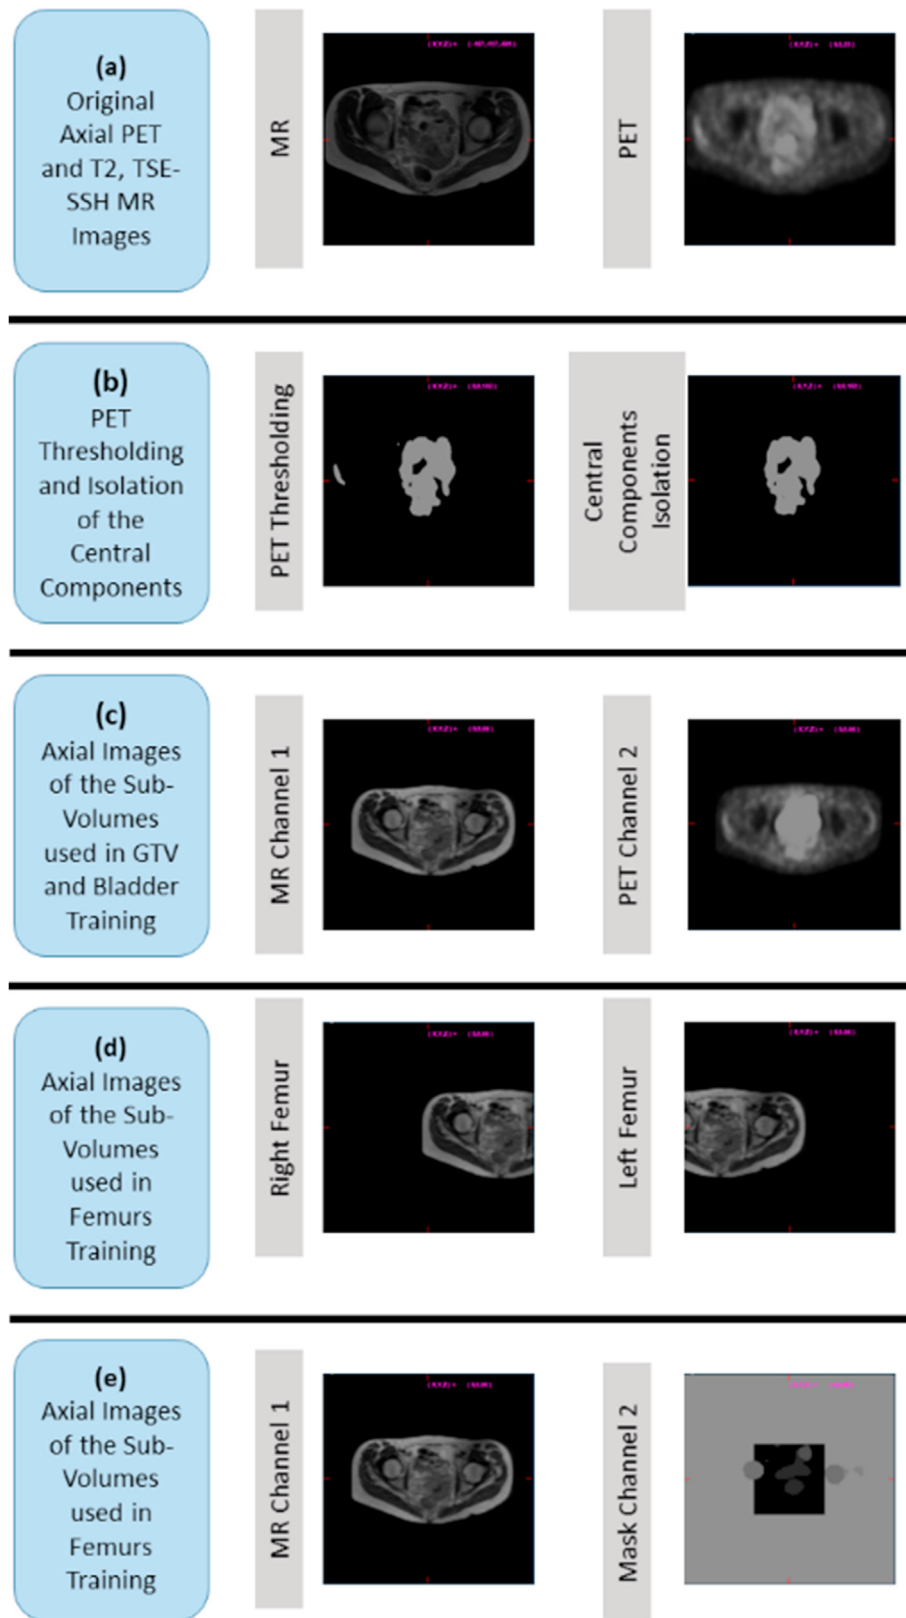 (a)
Original
Axial PET
and T2, TSE-
SSH MR
Images
MR
PET
(b)
PET
Thresholding
and Isolation
of the
Central
Components
PET Thresholding
Central
Components
Isolation
(c)
Axial Images
of the Sub-
Volumes
used in GTV
and Bladder
Training
MR Channel 1
PET Channel 2
(d)
Axial Images
of the Sub-
Volumes
used in
Femurs
Training
Right Femur
Left Femur
(e)
Axial Images
of the Sub-
Volumes
used in
Femurs
Training
MR Channel 1
Mask Channel 2